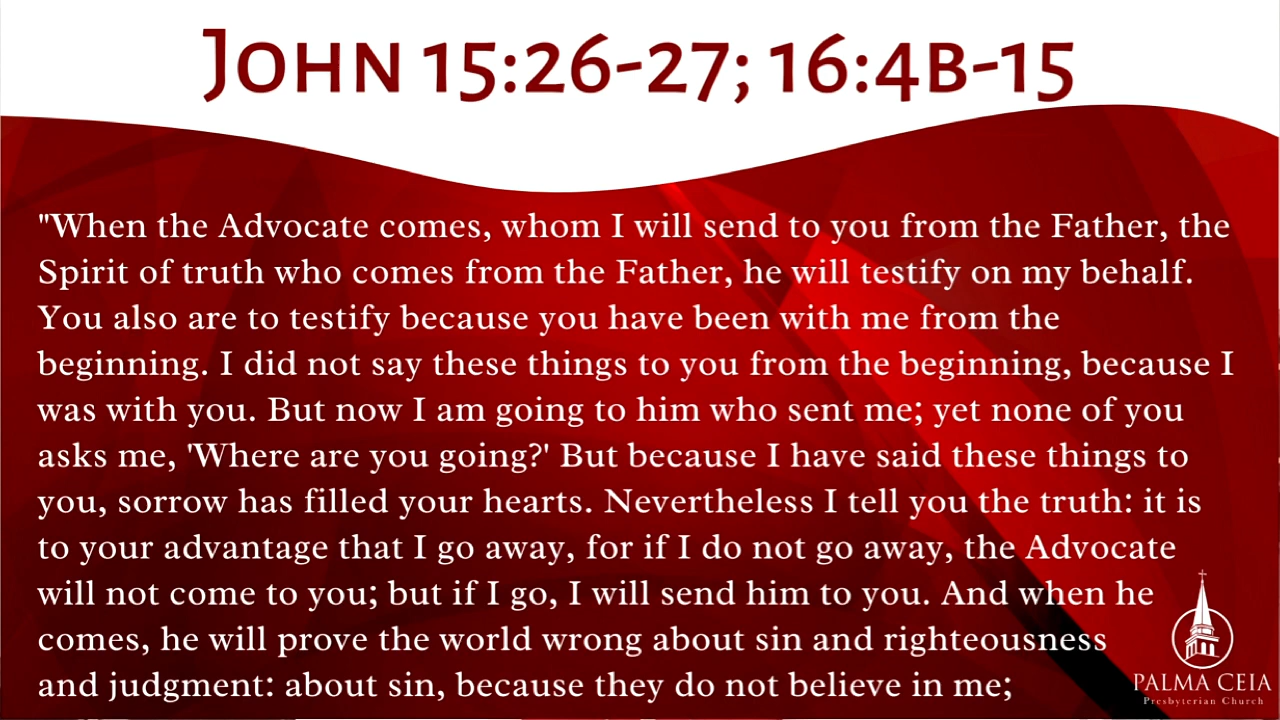 John 15:26-27; 16:4b-15
"When the Advocate comes, whom I will send to you from the Father, the
Spirit of truth who comes from the Father, he will testify on my behalf.
You also are to testify because you have been with me from the
beginning. I did not say these things to you from the beginning, because I
was with you. But now I am going to him who sent me; yet none of you
asks me, 'Where are you going?' But because I have said these things to
you, sorrow has filled your hearts. Nevertheless I tell you the truth: it is
to your advantage that I go away, for if I do not go away, the Advocate
will not come to you; but if I go, I will send him to you. And when he
comes, he will prove the world wrong about sin and righteousness
and judgment: about sin, because they do not believe in me;
PALMA CEIA
Presbyterian Church